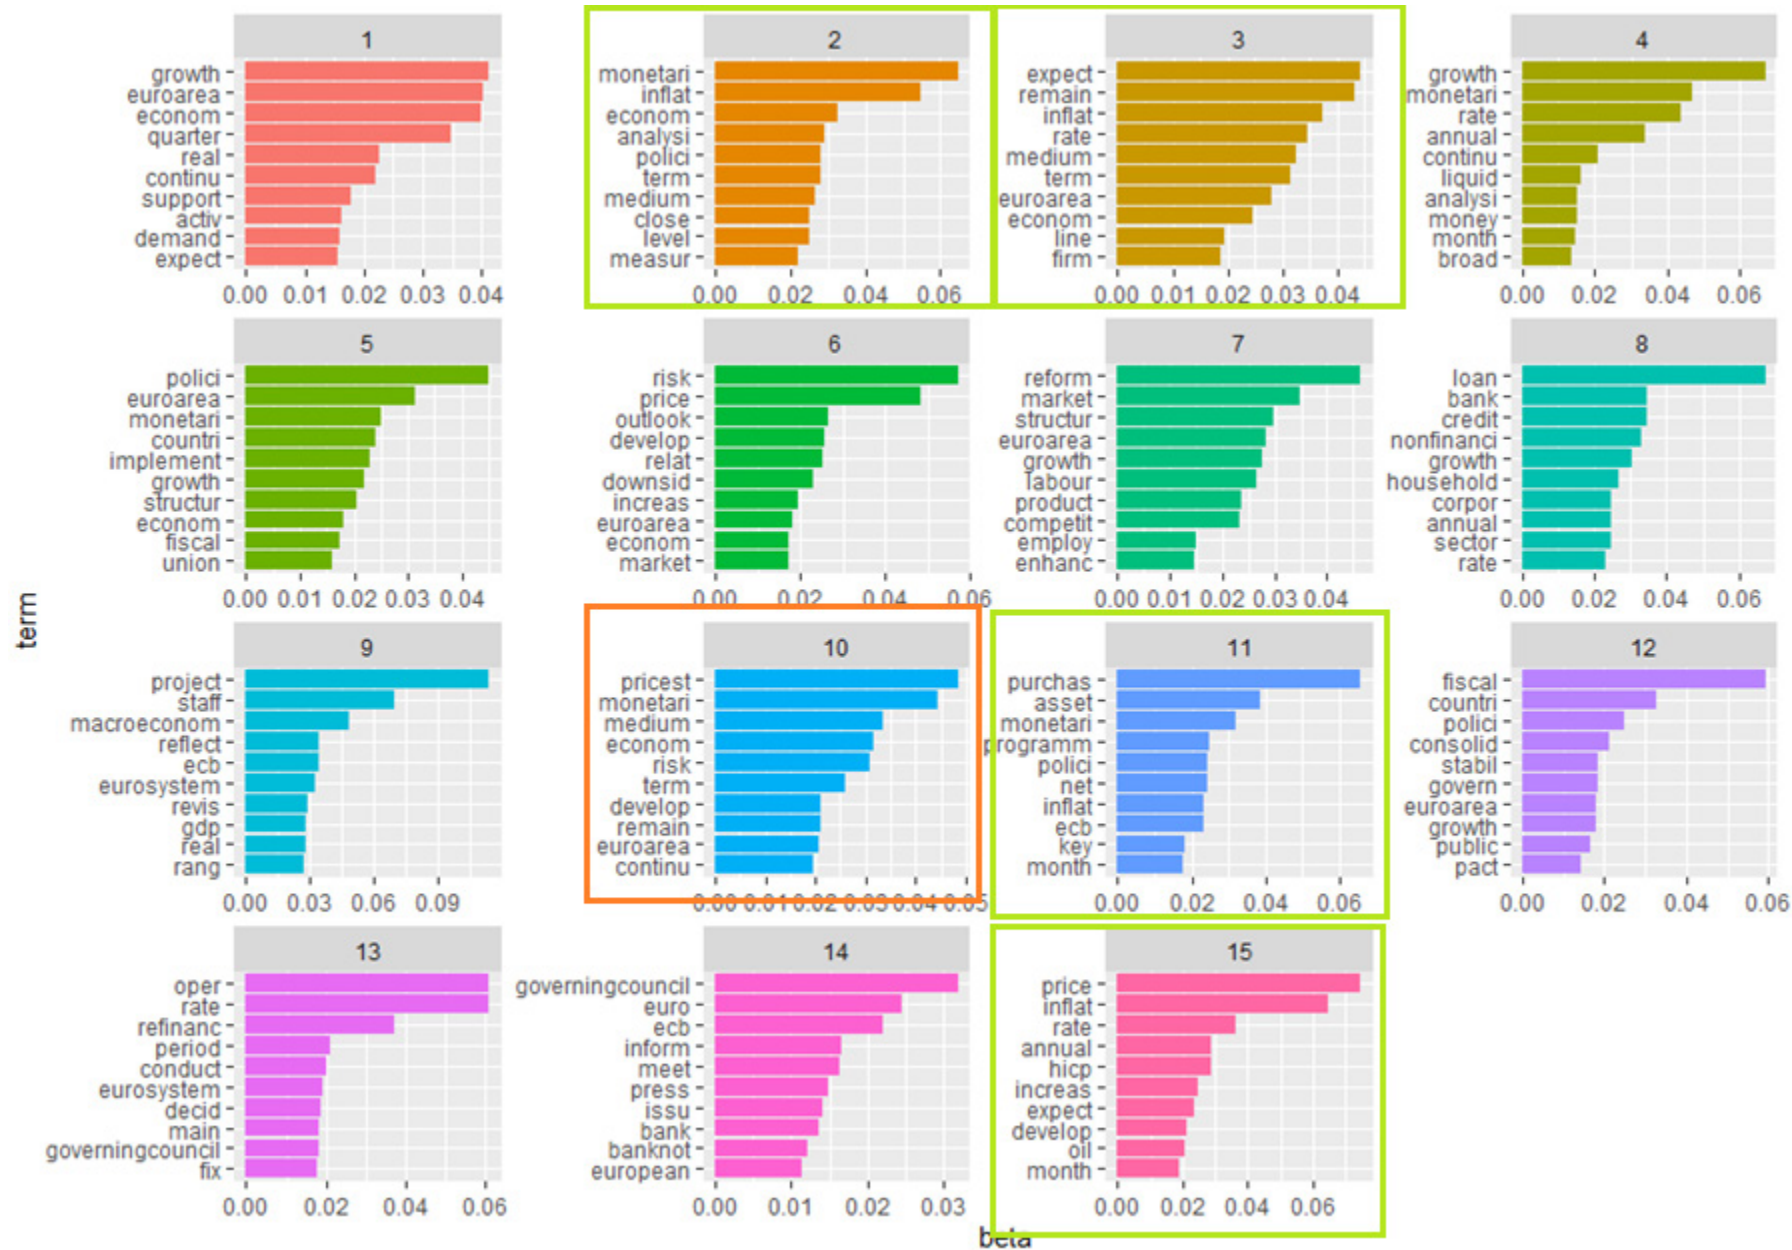 1
growth
euroarea
econom
quarter
real
continu
support
activ
demand
expect
0.00 0.01 0.02 0.03 0.04
2
monetari
inflat
econom
analysi
polici
term
medium
close
level
measur
0.00 0.02 0.04 0.06
3
expect
remain
inflat
rate
medium
term
euroarea
econom
line
firm
0.00 0.01 0.02 0.03 0.04
4
growth
monetari
rate
annual
continu
liquid
analysi
money
month
broad
0.00 0.02 0.04 0.06
5
polici
euroarea
monetari
countri
implement
growth
structur
econom
fiscal
union
0.00 0.01 0.02 0.03 0.04
6
risk
price
outlook
develop
relat
downsid
increas
euroarea
econom
market
0.00 0.02 0.04 0.06
7
reform
market
structur
euroarea
growth
labour
product
competit
employ
enhanc
0.00 0.01 0.02 0.03 0.04
8
loan
bank
credit
nonfinanci
growth
household
corpor
annual
sector
rate
0.00 0.02 0.04 0.06
term
9
project
staff
macroeconom
reflect
ecb
eurosystem
revis
gdp
real
rang
0.00 0.03 0.06 0.09
10
pricest
monetari
medium
econom
risk
term
develop
remain
euroarea
continu
0.00 0.01 0.02 0.03 0.04 0.05
11
purchas
asset
monetari
programm
polici
net
inflat
ecb
key
month
0.00 0.02 0.04 0.06
12
fiscal
countri
polici
consolid
stabil
govern
euroarea
growth
public
pact
0.00 0.02 0.04 0.06
13
oper
rate
refinanc
period
conduct
eurosystem
decid
main
governingcouncil
fix
0.00 0.02 0.04 0.06
14
governingcouncil
euro
ecb
inform
meet
press
issu
bank
banknot
european
0.00 0.01 0.02 0.03
15
price
inflat
rate
annual
hicp
increas
expect
develop
oil
month
0.00 0.02 0.04 0.06
beta